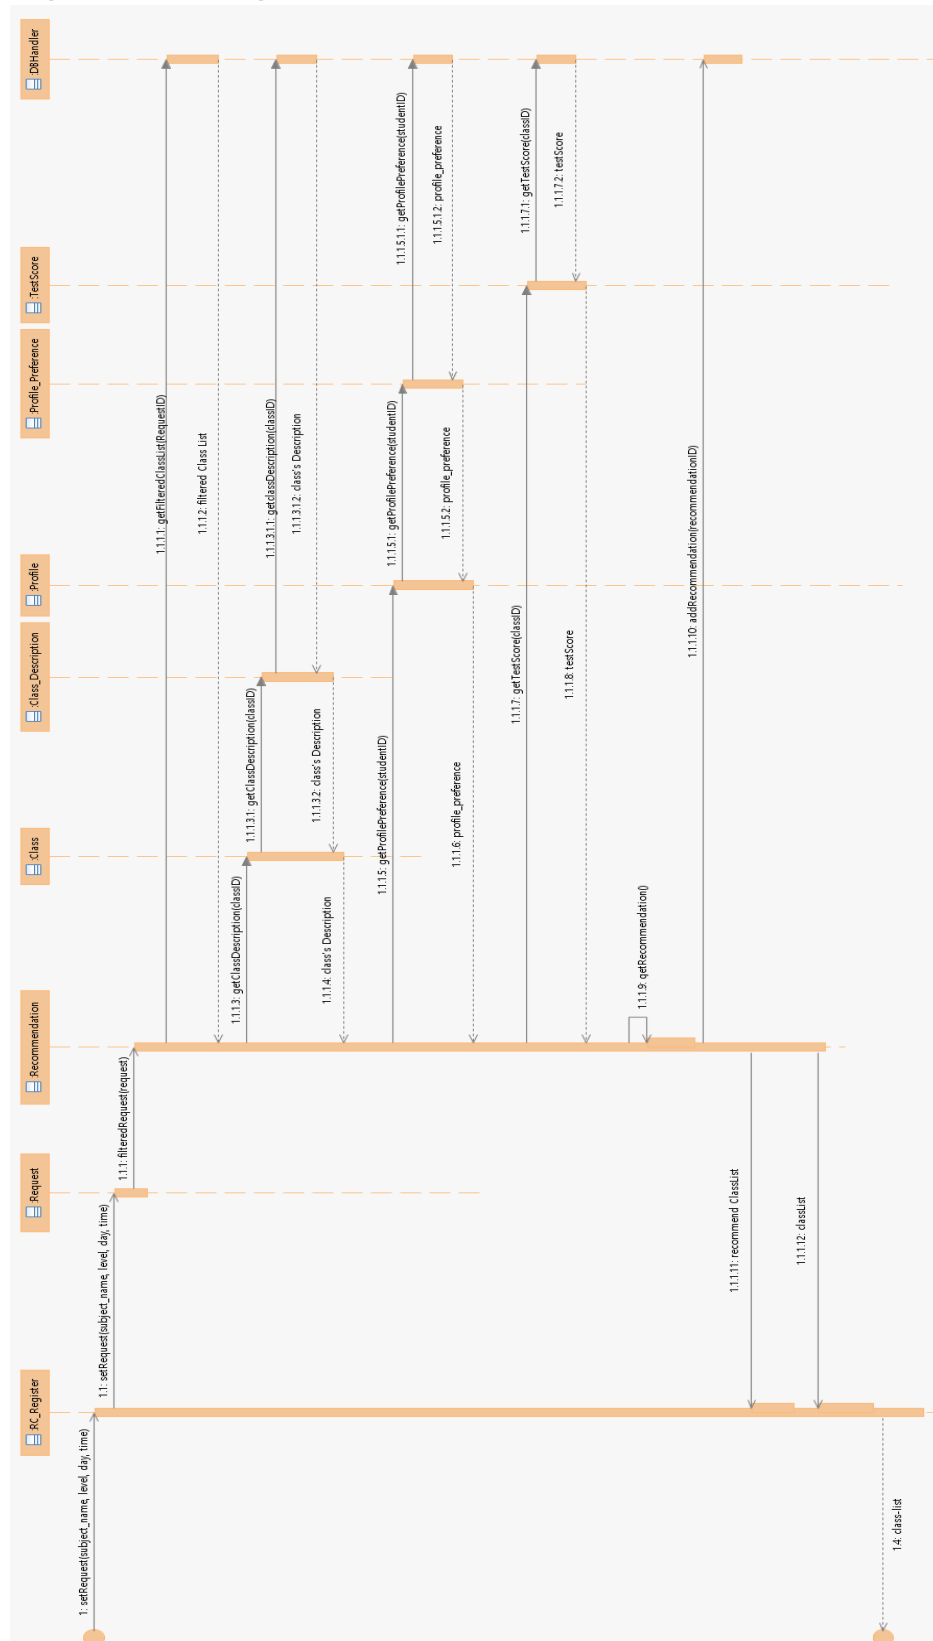 :RC_Register
:Request
:Recommendation
:Class
:Class_Description
:Profile
:Profile_Preference
:TestScore
:DBHandler
1: setRequest(subject_name, level, day, time)
1.1: setRequest(subject_name, level, day, time)
1.1.1: filteredRequest(request)
1.1.1.1: getFilteredClassList(RequestID)
1.1.1.2: filtered Class List
1.1.1.3: getClassDescription(classID)
1.1.1.3.1: getClassDescription(classID)
1.1.1.3.1.1: getclassDescription(classID)
1.1.1.3.1.2: class's Description
1.1.1.3.2: class's Description
1.1.1.4: class's Description
1.1.1.5: getProfilePreference(studentID)
1.1.1.5.1: getProfilePreference(studentID)
1.1.1.5.1.1: getProfilePreference(studentID)
1.1.1.5.1.2: profile_preference
1.1.1.5.2: profile_preference
1.1.1.6: profile_preference
1.1.1.7: getTestScore(classID)
1.1.1.7.1: getTestScore(classID)
1.1.1.7.2: testScore
1.1.1.8: testScore
1.1.1.9: getRecommendation()
1.1.1.10: addRecommendation(recommendationID)
1.1.1.11: recommend ClassList
1.1.1.12: classList
1.4: class-list